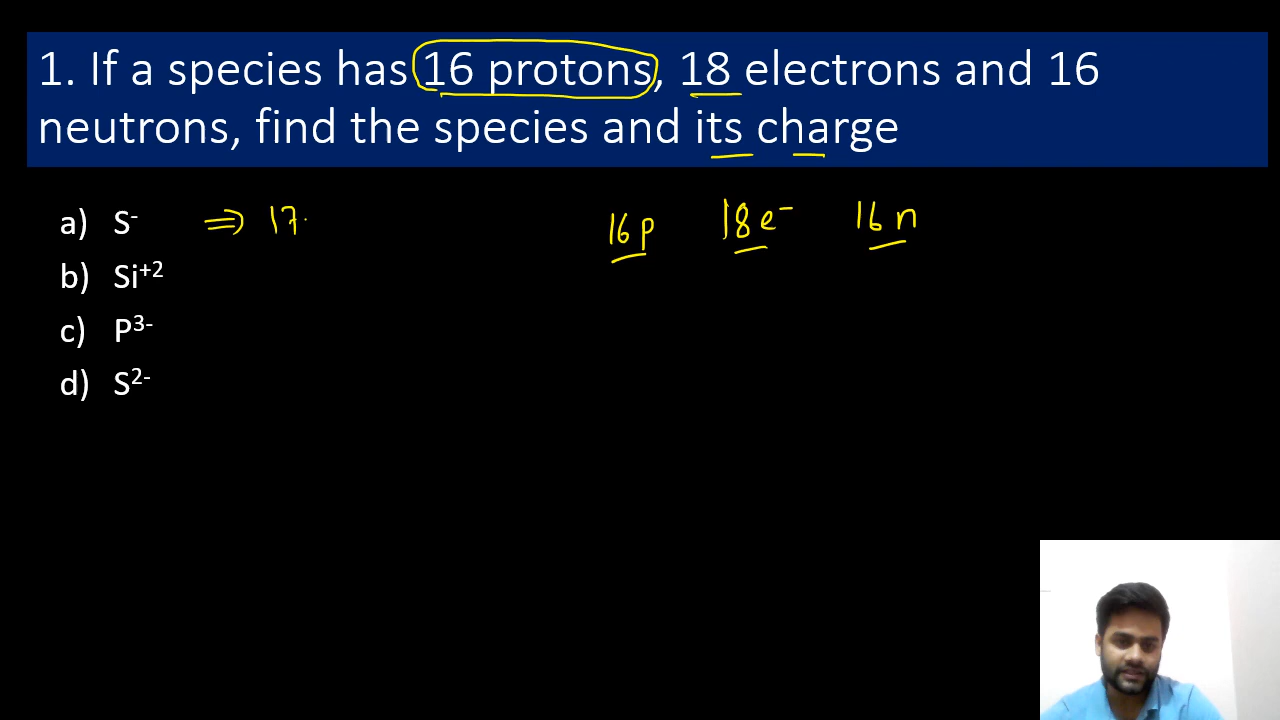 1. If a species has 16 protons, 18 electrons and 16
neutrons, find the species and its charge
a) S⁻ ⇒ 17
16p 18e⁻ 16n
b) Si⁺²
c) P³⁻
d) S²⁻